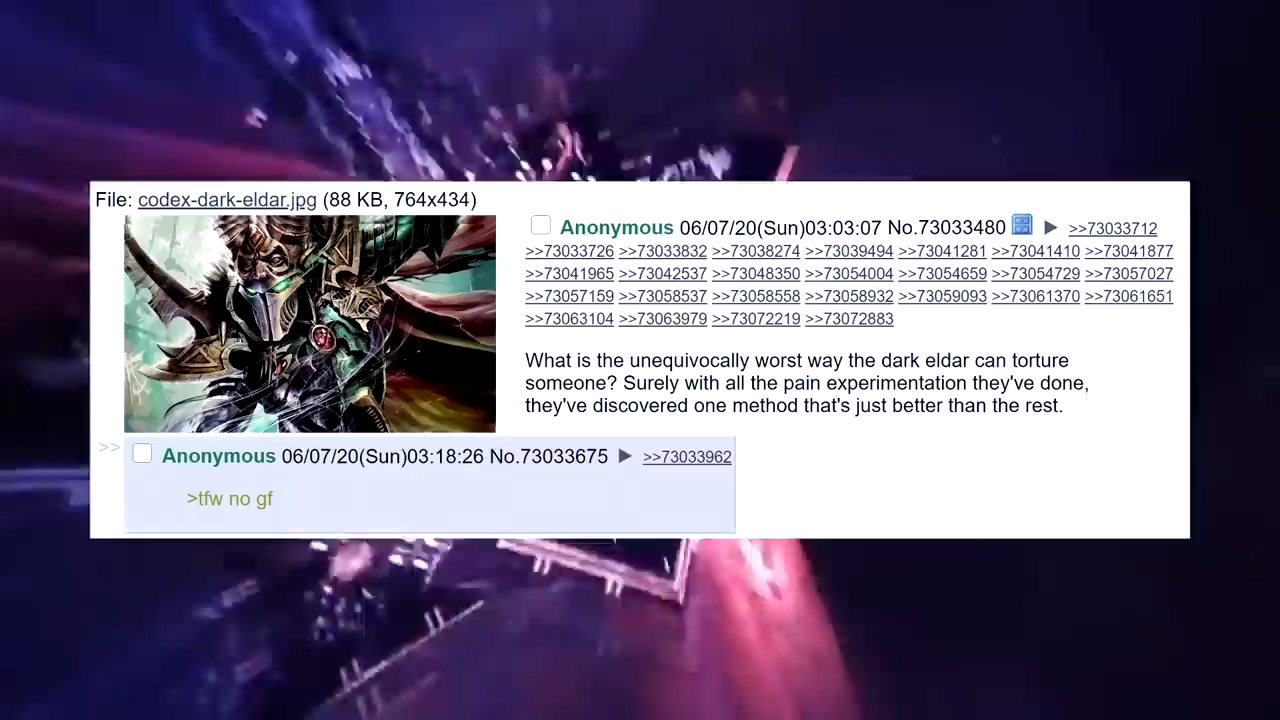 File: codex-dark-eldar.jpg (88 KB, 764x434)
Anonymous 06/07/20(Sun)03:03:07 No.73033480 ▶ >>73033712
>>73033726 >>73033832 >>73038274 >>73039494 >>73041281 >>73041410 >>73041877
>>73041965 >>73042537 >>73048350 >>73054004 >>73054659 >>73054729 >>73057027
>>73057159 >>73058537 >>73058558 >>73058932 >>73059093 >>73061370 >>73061651
>>73063104 >>73063979 >>73072219 >>73072883
What is the unequivocally worst way the dark eldar can torture
someone? Surely with all the pain experimentation they've done,
they've discovered one method that's just better than the rest.
>> Anonymous 06/07/20(Sun)03:18:26 No.73033675 ▶ >>73033962
>tfw no gf